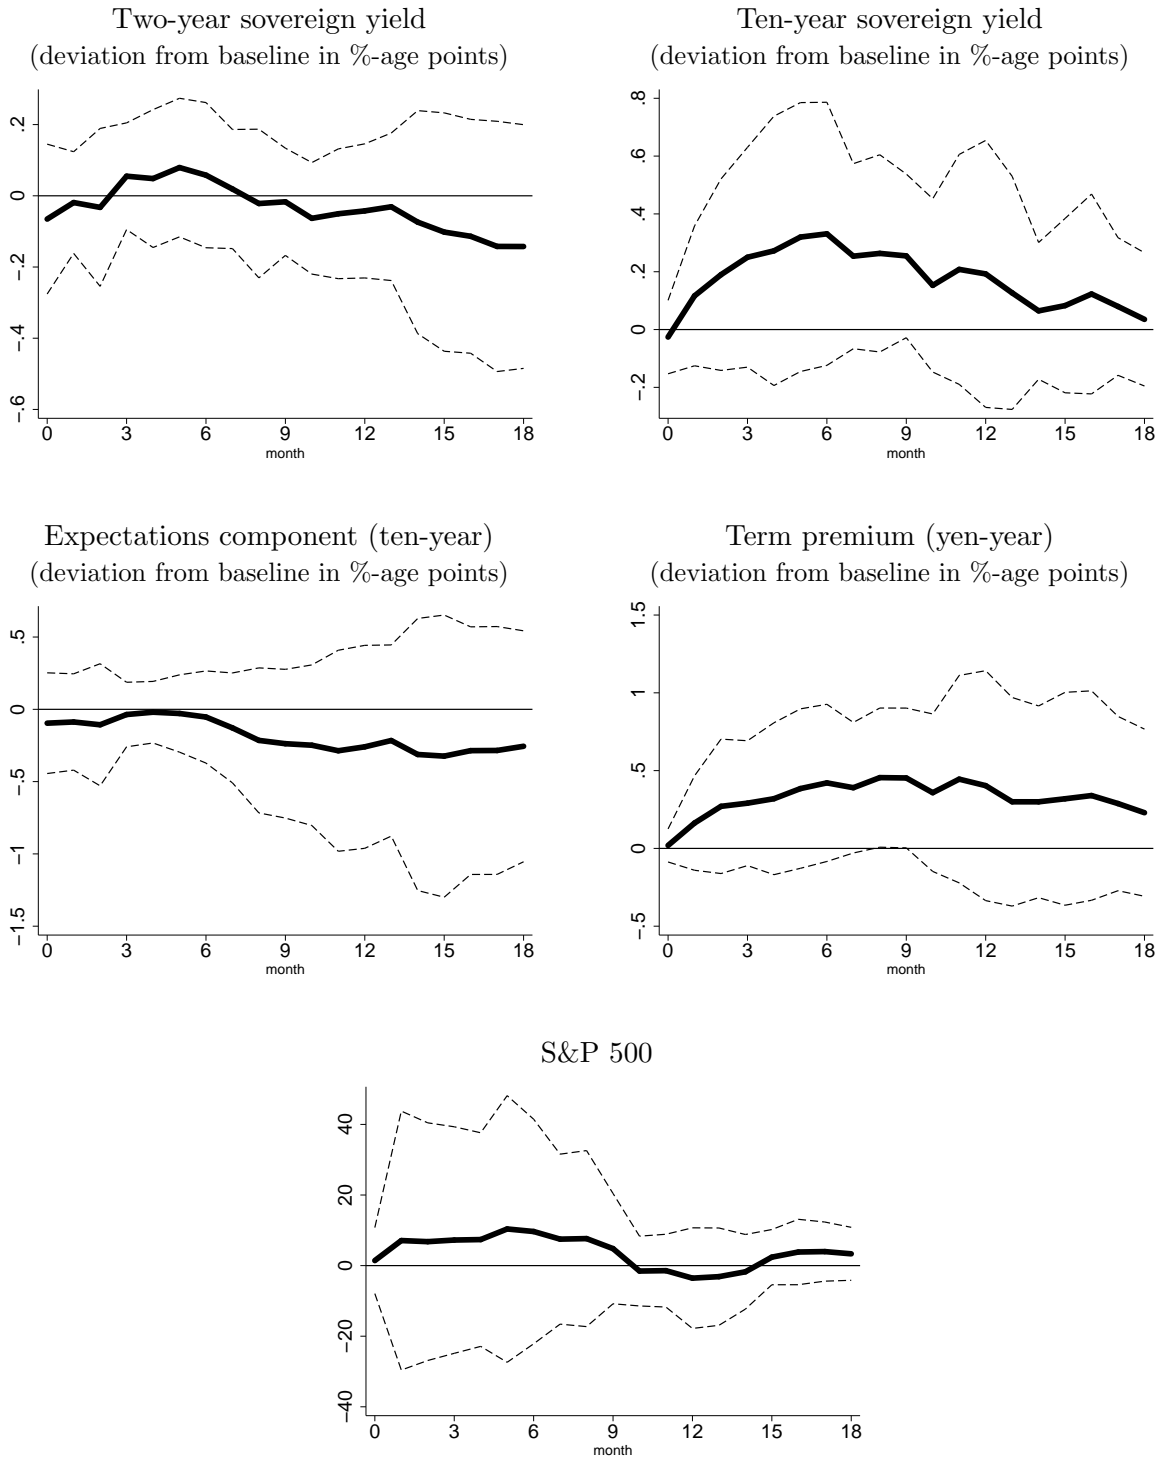 Two-year sovereign yield
(deviation from baseline in %-age points)
.2
0
−.2
−.4
−.6
0 3 6 9 12 15 18
month
Ten-year sovereign yield
(deviation from baseline in %-age points)
.8
.6
.4
.2
0
−.2
0 3 6 9 12 15 18
month
Expectations component (ten-year)
(deviation from baseline in %-age points)
.5
0
−.5
−1
−1.5
0 3 6 9 12 15 18
month
Term premium (yen-year)
(deviation from baseline in %-age points)
1.5
1
.5
0
−.5
0 3 6 9 12 15 18
month
S&P 500
40
20
0
−20
−40
0 3 6 9 12 15 18
month